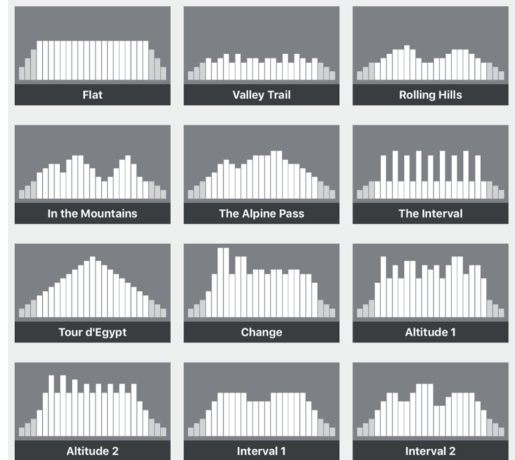 Flat
Valley Trail
Rolling Hills
In the Mountains
The Alpine Pass
The Interval
Tour d'Egypt
Change
Altitude 1
Altitude 2
Interval 1
Interval 2